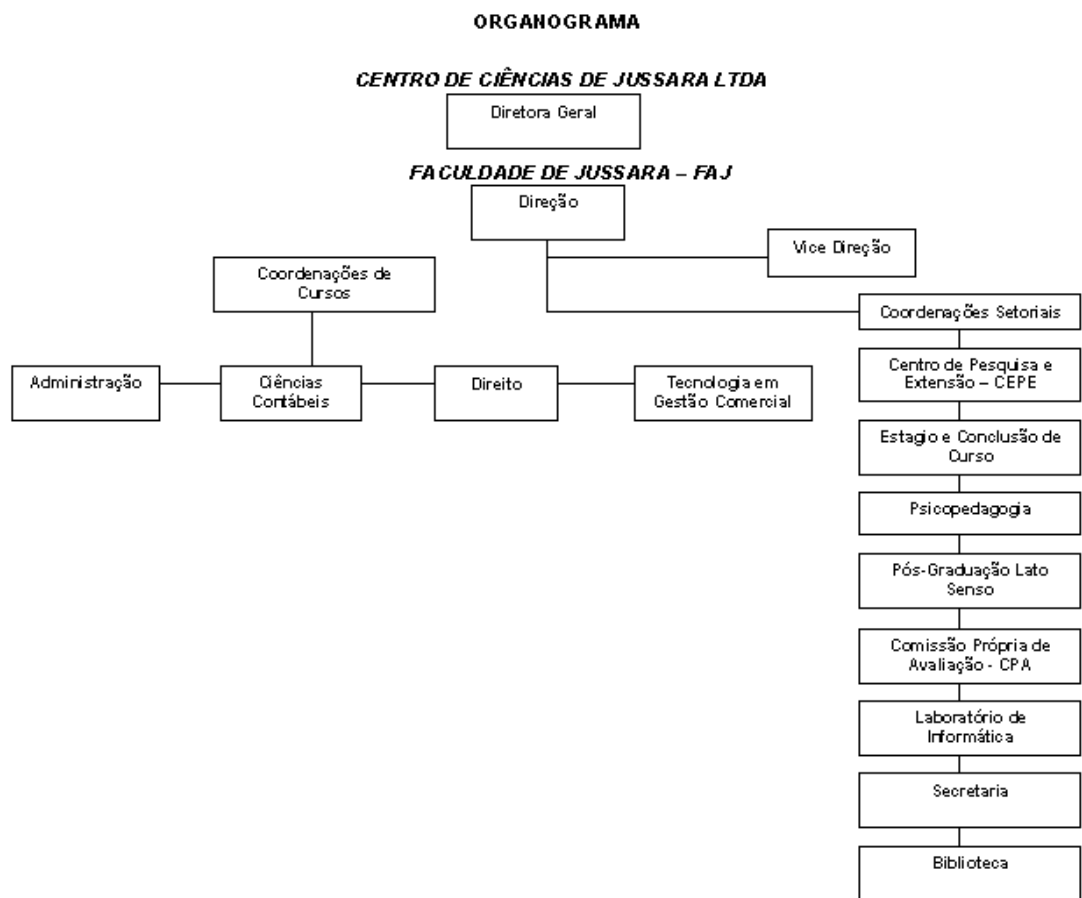 ORGANOGRAMA
CENTRO DE CIÊNCIAS DE JUSSARA LTDA
Diretora Geral
FACULDADE DE JUSSARA – FAJ
Direção
Vice Direção
Coordenações de
Cursos
Coordenações Setoriais
Administração
Ciências
Contábeis
Direito
Tecnologia em
Gestão Comercial
Centro de Pesquisa e
Extensão – CEPE
Estagio e Conclusão de
Curso
Psicopedagogia
Pós-Graduação Lato
Senso
Comissão Própria de
Avaliação - CPA
Laboratório de
Informática
Secretaria
Biblioteca